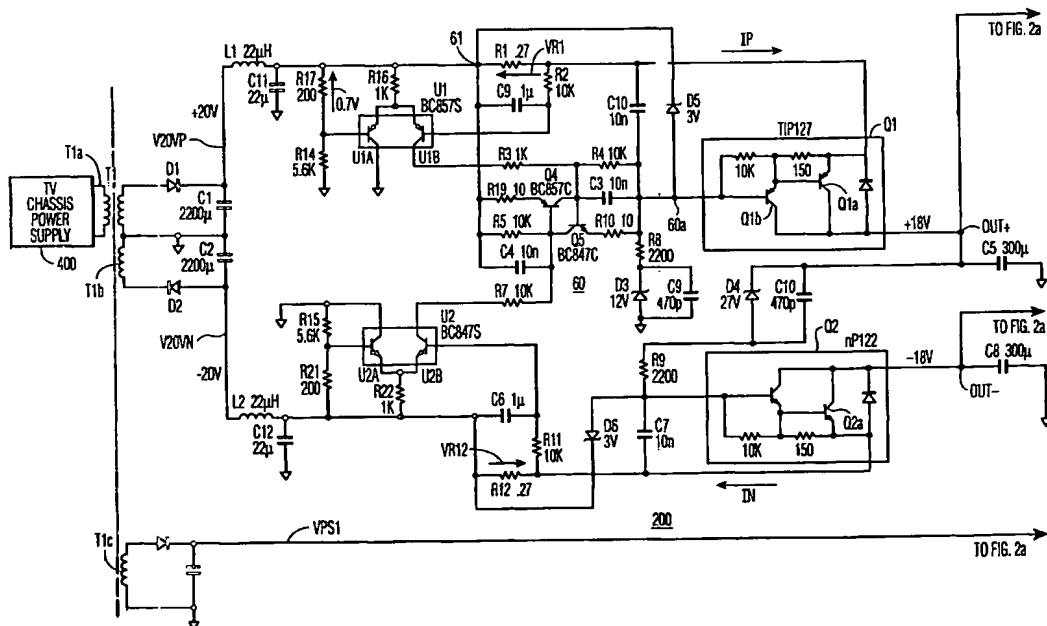 TO FIG. 2a
L1 22µH
61
R1 .27
VR1
IP
C11
22µ
R17
200
0.7V
R16
1K
U1
BC857S
R2
10K
C9 1µ
C10
10n
D5
3V
+20V
V20VP
TIP127
Q1
T1a
T1
D1
R14
5.6K
U1A
U1B
R3 1K
R4 10K
10K
150
TV
CHASSIS
POWER
SUPPLY
400
C1
2200µ
Q4
BC857C
R19 10
C3 10n
60a
Q1b
Q1a
C2
2200µ
R5 10K
Q5
BC847C
R10 10
+18V
OUT+
T1b
C4 10n
R8
2200
C5 300µ
D2
R7 10K
60
D3
12V
C9
470p
D4
27V
C10
470p
V20VN
R15
5.6K
U2
BC847S
Q2
TO FIG. 2a
nP122
C8 300µ
U2A
U2B
R21
200
R22
1K
R9
2200
-18V
OUT-
-20V
L2 22µH
C6 1µ
D6
3V
C7
10n
Q2a
C12
22µ
R11
10K
10K
150
VR12
R12 .27
IN
200
T1c
VPS1
TO FIG. 2a